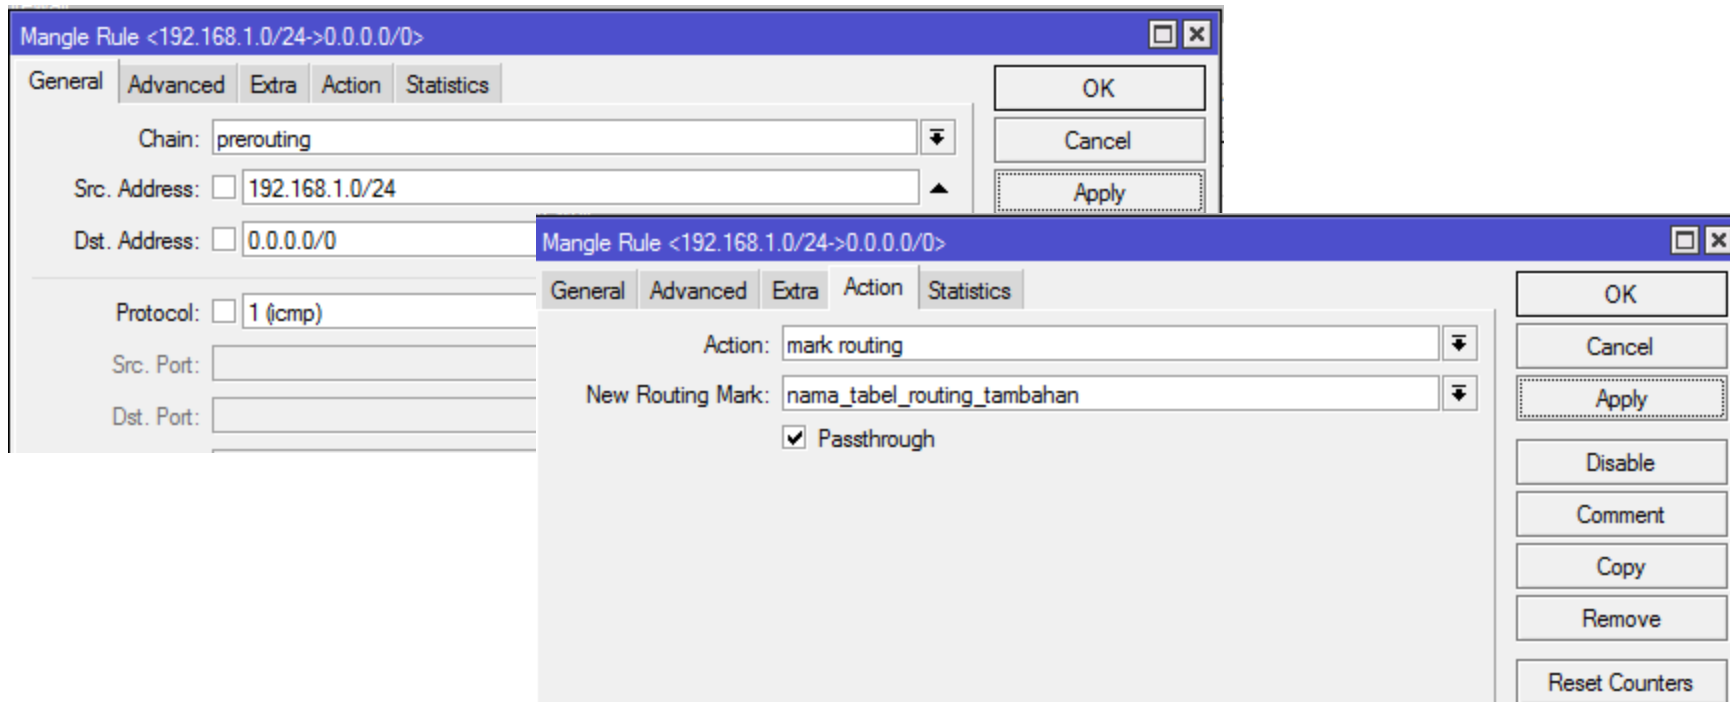 Mangle Rule <192.168.1.0/24->0.0.0.0/0>
General Advanced Extra Action Statistics
Chain: prerouting
Src. Address: 192.168.1.0/24
Dst. Address: 0.0.0.0/0
Protocol: 1 (icmp)
Src. Port:
Dst. Port:
OK
Cancel
Apply
Mangle Rule <192.168.1.0/24->0.0.0.0/0>
General Advanced Extra Action Statistics
Action: mark routing
New Routing Mark: nama_tabel_routing_tambahan
Passthrough
OK
Cancel
Apply
Disable
Comment
Copy
Remove
Reset Counters